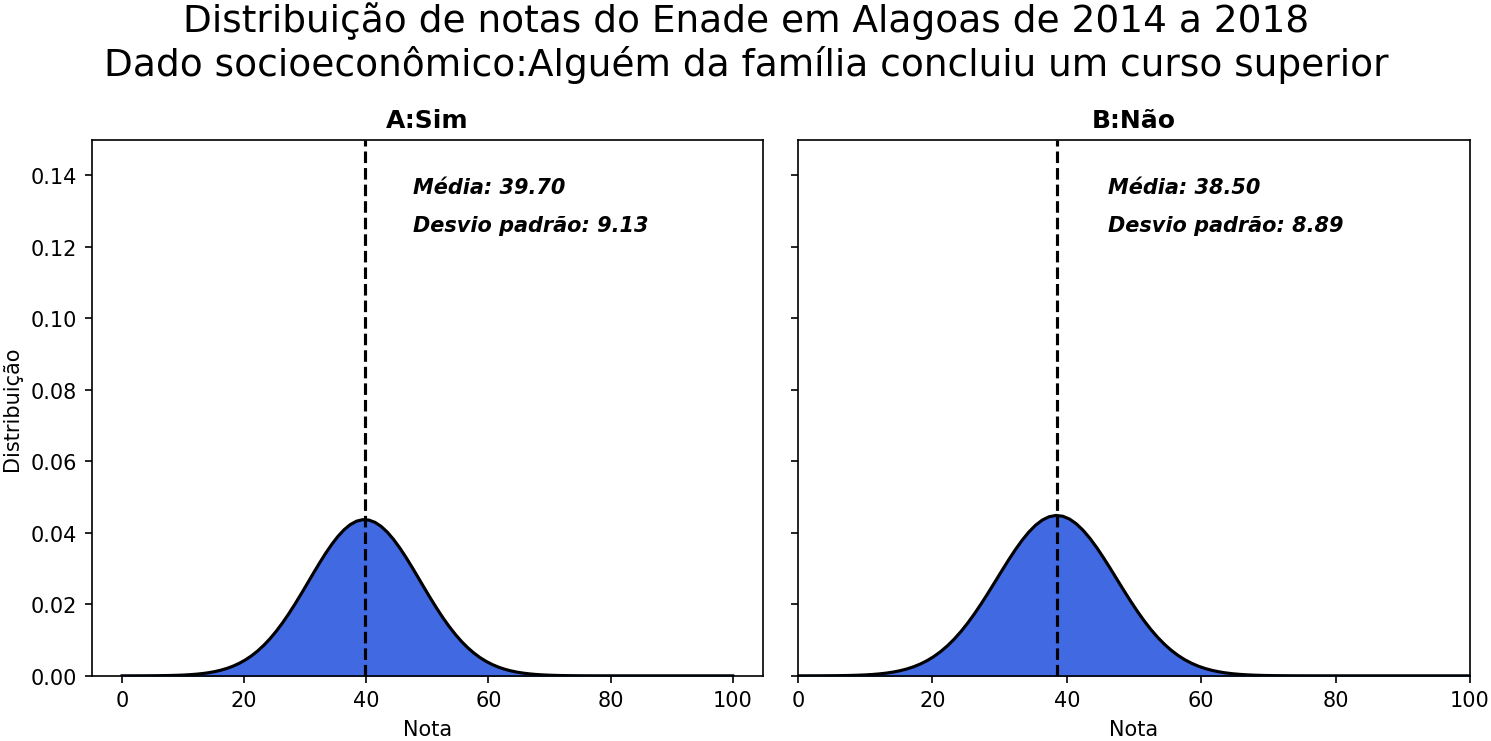 Distribuição de notas do Enade em Alagoas de 2014 a 2018
Dado socioeconômico:Alguém da família concluiu um curso superior
A:Sim
Média: 39.70
Desvio padrão: 9.13
0.14
0.12
0.10
0.08
0.06
0.04
0.02
0.00
Distribuição
0 20 40 60 80 100
Nota
B:Não
Média: 38.50
Desvio padrão: 8.89
0 20 40 60 80 100
Nota